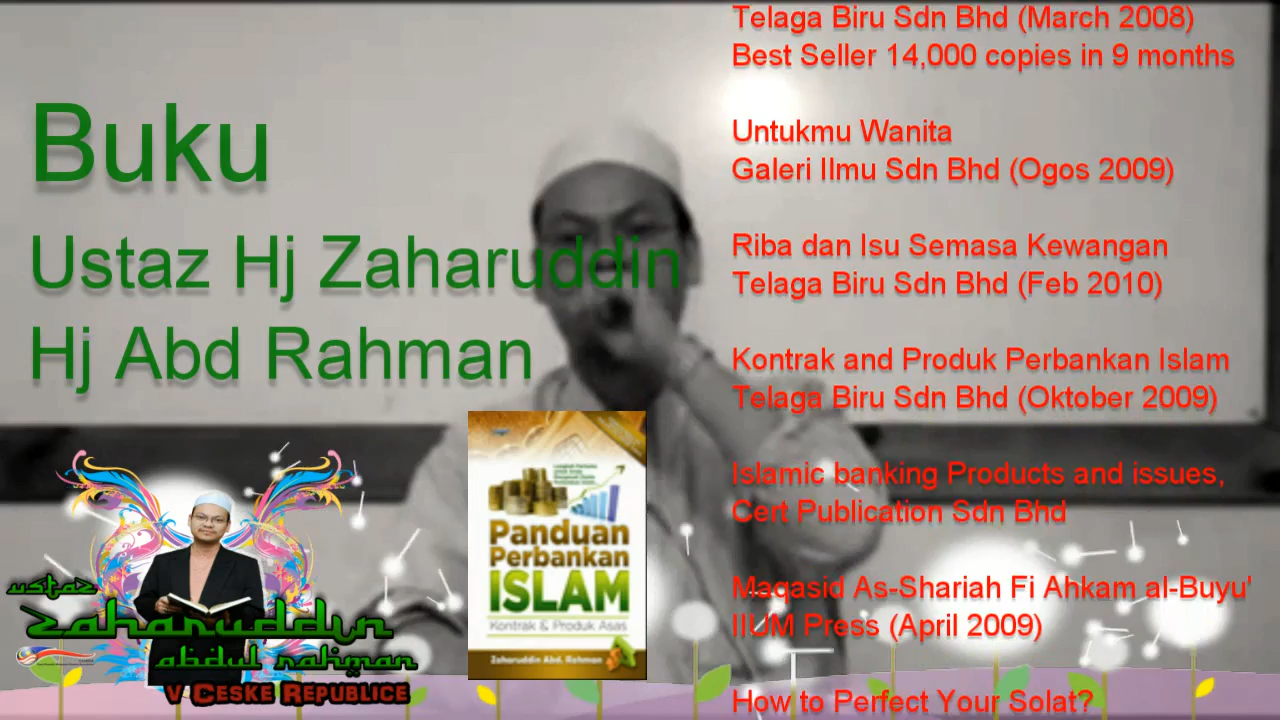 Buku
Ustaz Hj Zaharuddin
Hj Abd Rahman
Telaga Biru Sdn Bhd (March 2008)
Best Seller 14,000 copies in 9 months
Untukmu Wanita
Galeri Ilmu Sdn Bhd (Ogos 2009)
Riba dan Isu Semasa Kewangan
Telaga Biru Sdn Bhd (Feb 2010)
Kontrak and Produk Perbankan Islam
Telaga Biru Sdn Bhd (Oktober 2009)
Islamic banking Products and issues,
Cert Publication Sdn Bhd
Maqasid As-Shariah Fi Ahkam al-Buyu'
IIUM Press (April 2009)
How to Perfect Your Solat?
Panduan
Perbankan
ISLAM
Kontrak & Produk Asas
Zaharuddin Abd. Rahman
ustaz
zaharuddin
abdul rahman
v Ceske Republice